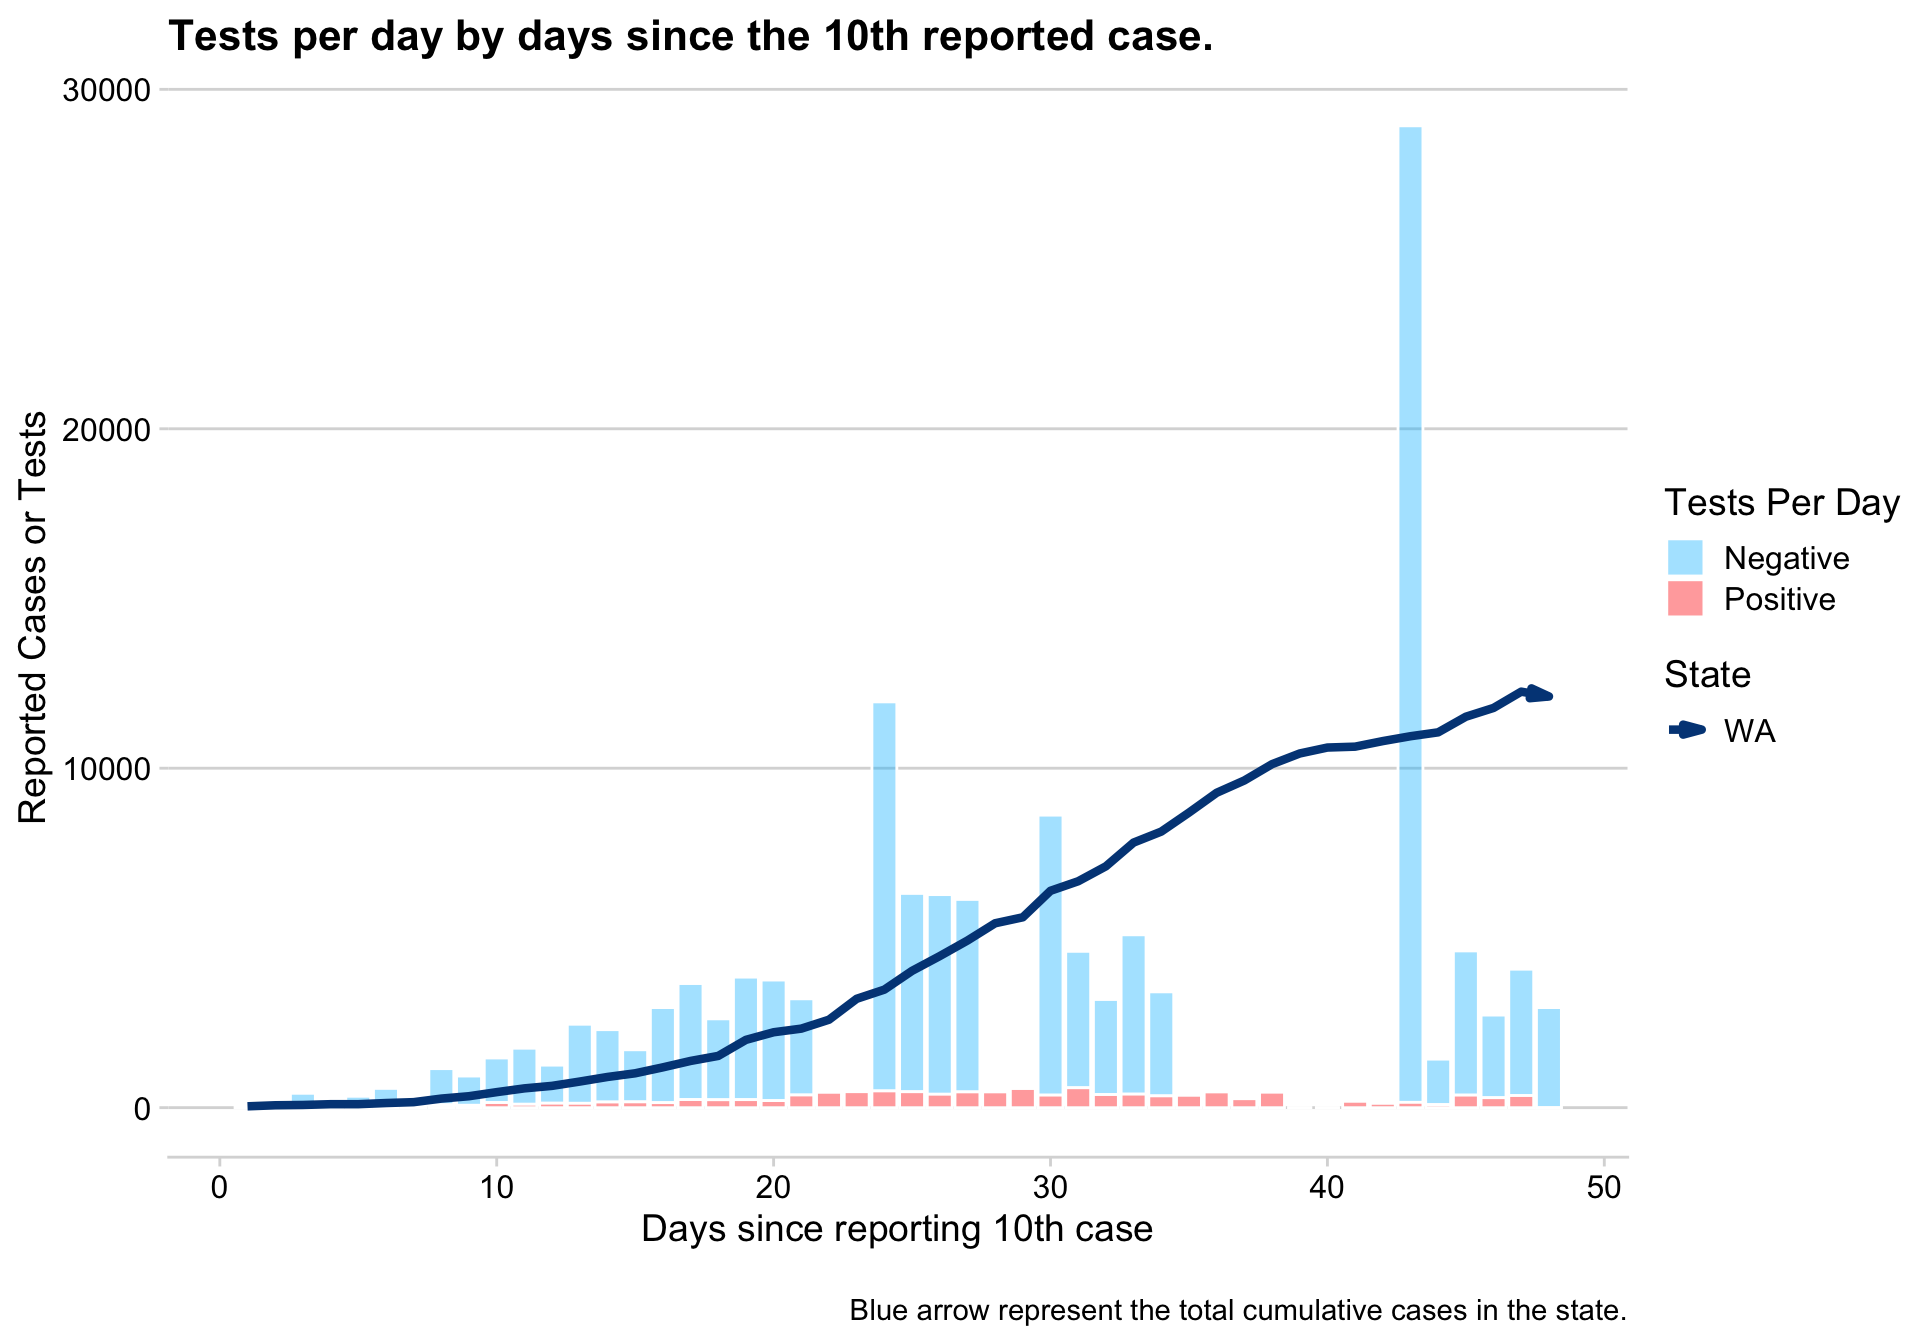 Tests per day by days since the 10th reported case.
30000
20000
10000
0
Reported Cases or Tests
0 10 20 30 40 50
Days since reporting 10th case
Tests Per Day
Negative
Positive
State
WA
Blue arrow represent the total cumulative cases in the state.